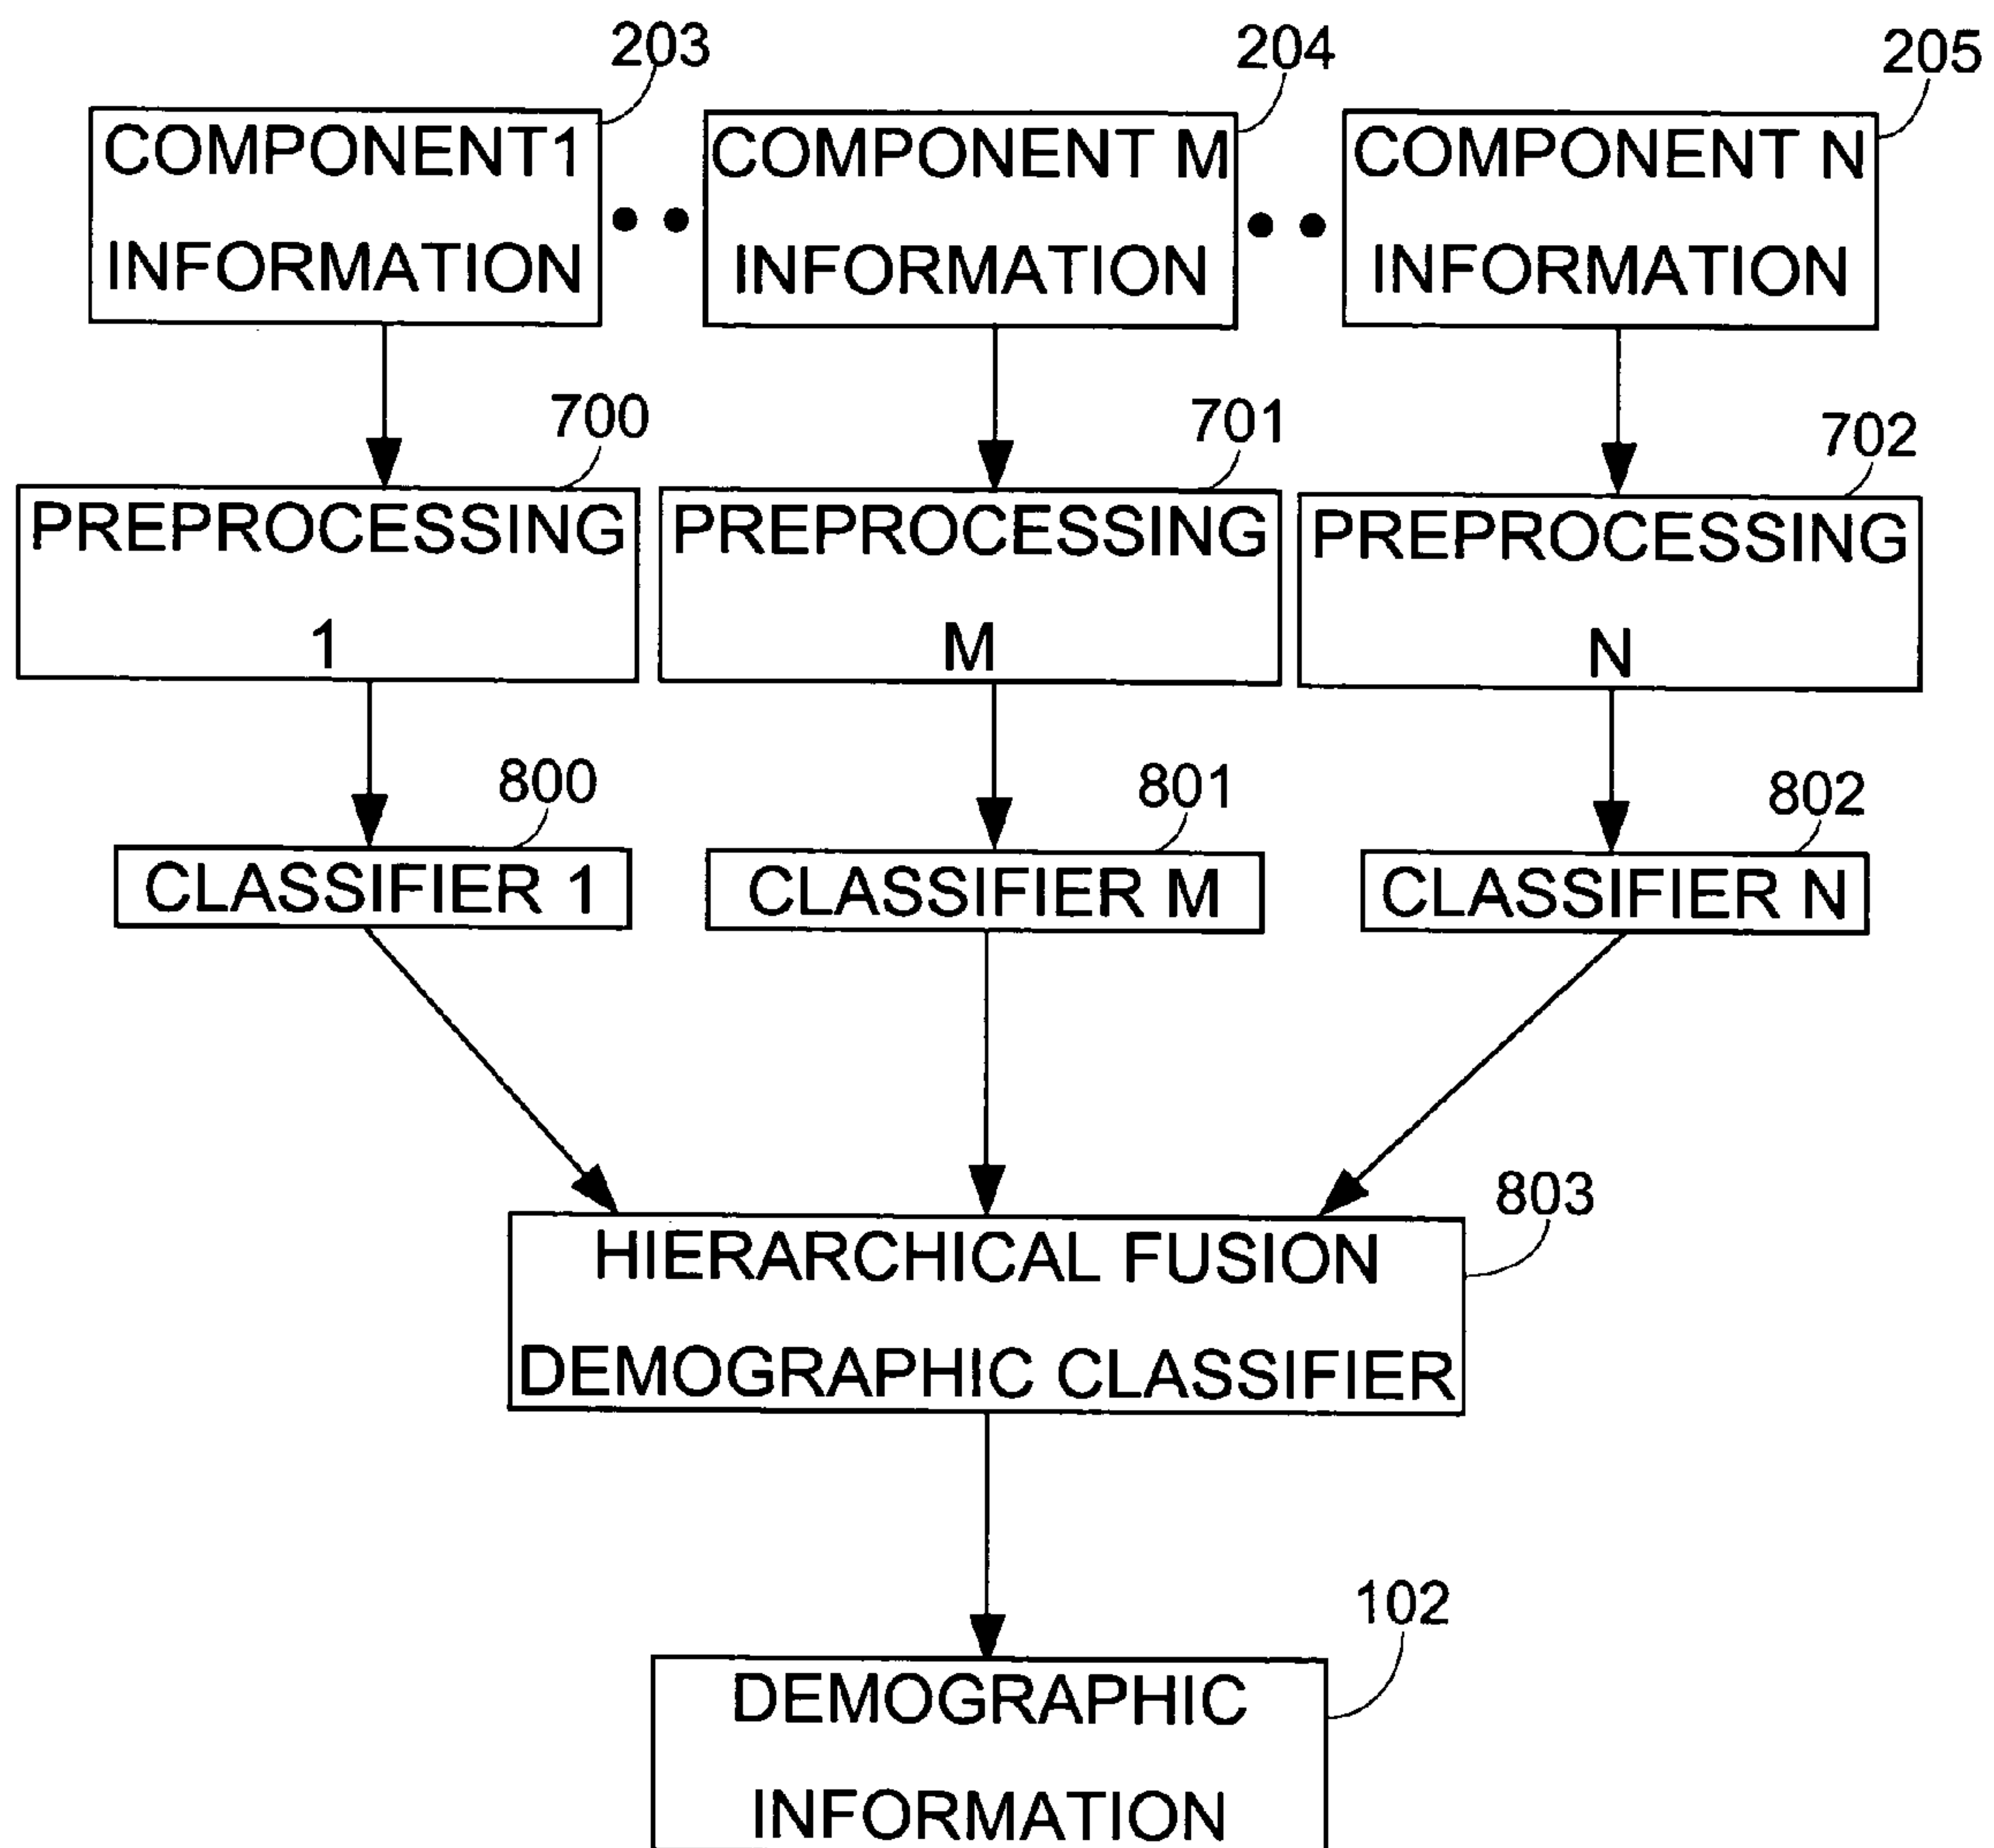 203
204
205
COMPONENT1
INFORMATION
COMPONENT M
INFORMATION
COMPONENT N
INFORMATION
700
701
702
PREPROCESSING
1
PREPROCESSING
M
PREPROCESSING
N
800
801
802
CLASSIFIER 1
CLASSIFIER M
CLASSIFIER N
803
HIERARCHICAL FUSION
DEMOGRAPHIC CLASSIFIER
102
DEMOGRAPHIC
INFORMATION